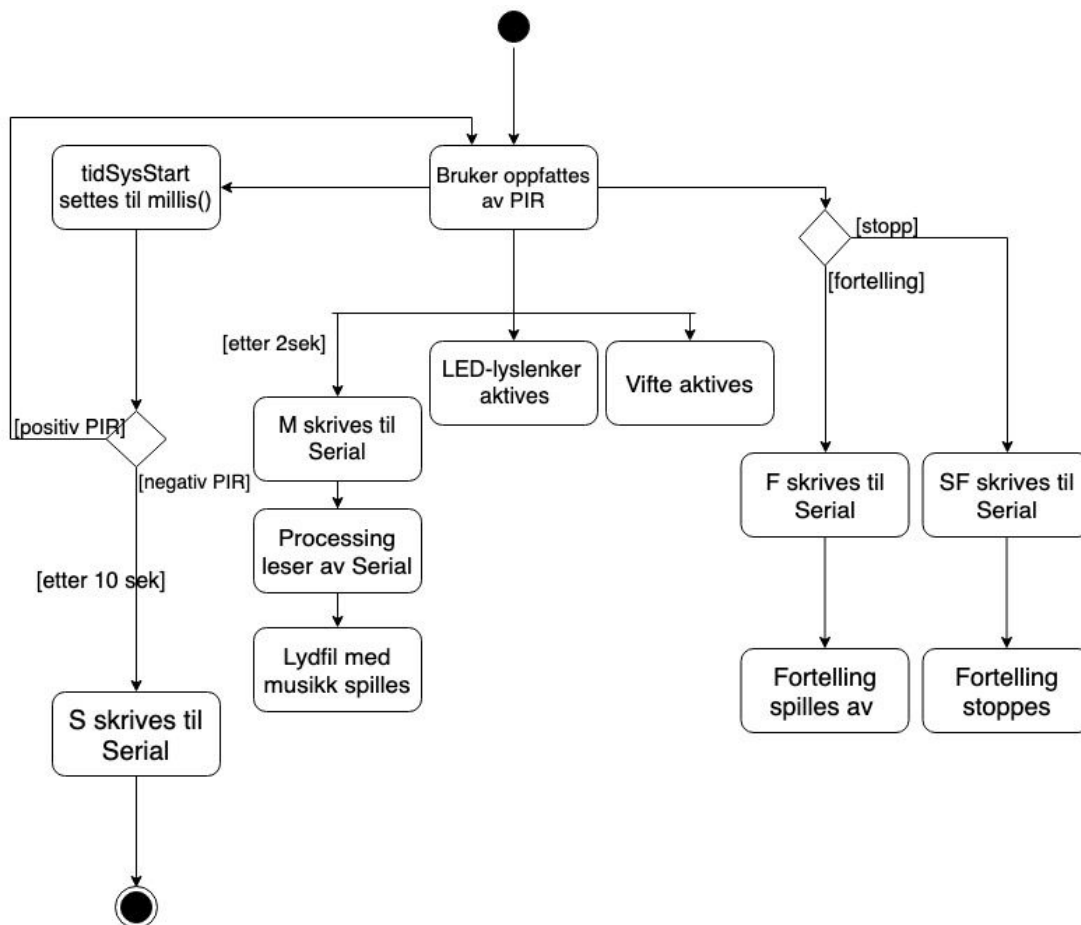 tidSysStart
settes til millis()
Bruker oppfattes
av PIR
[stopp]
[fortelling]
[etter 2sek]
LED-lyslenker
aktives
Vifte aktives
[positiv PIR]
[negativ PIR]
M skrives til
Serial
F skrives til
Serial
SF skrives til
Serial
Processing
leser av Serial
[etter 10 sek]
Lydfil med
musikk spilles
Fortelling
spilles av
Fortelling
stoppes
S skrives til
Serial